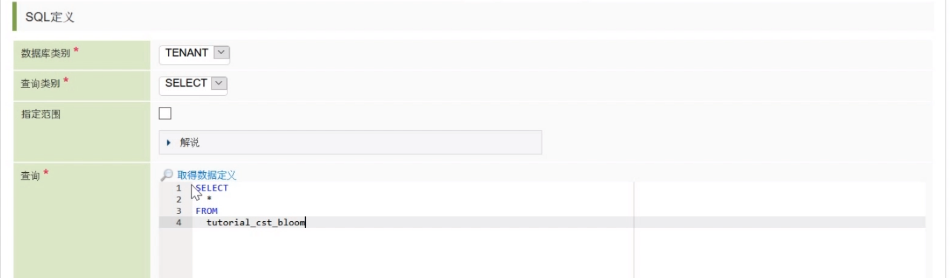 SQL定义
数据库类别 *
TENANT
查询类别 *
SELECT
指定范围
解说
查询 *
取得数据定义
1 SELECT
2 *
3 FROM
4 tutorial_cst_bloom